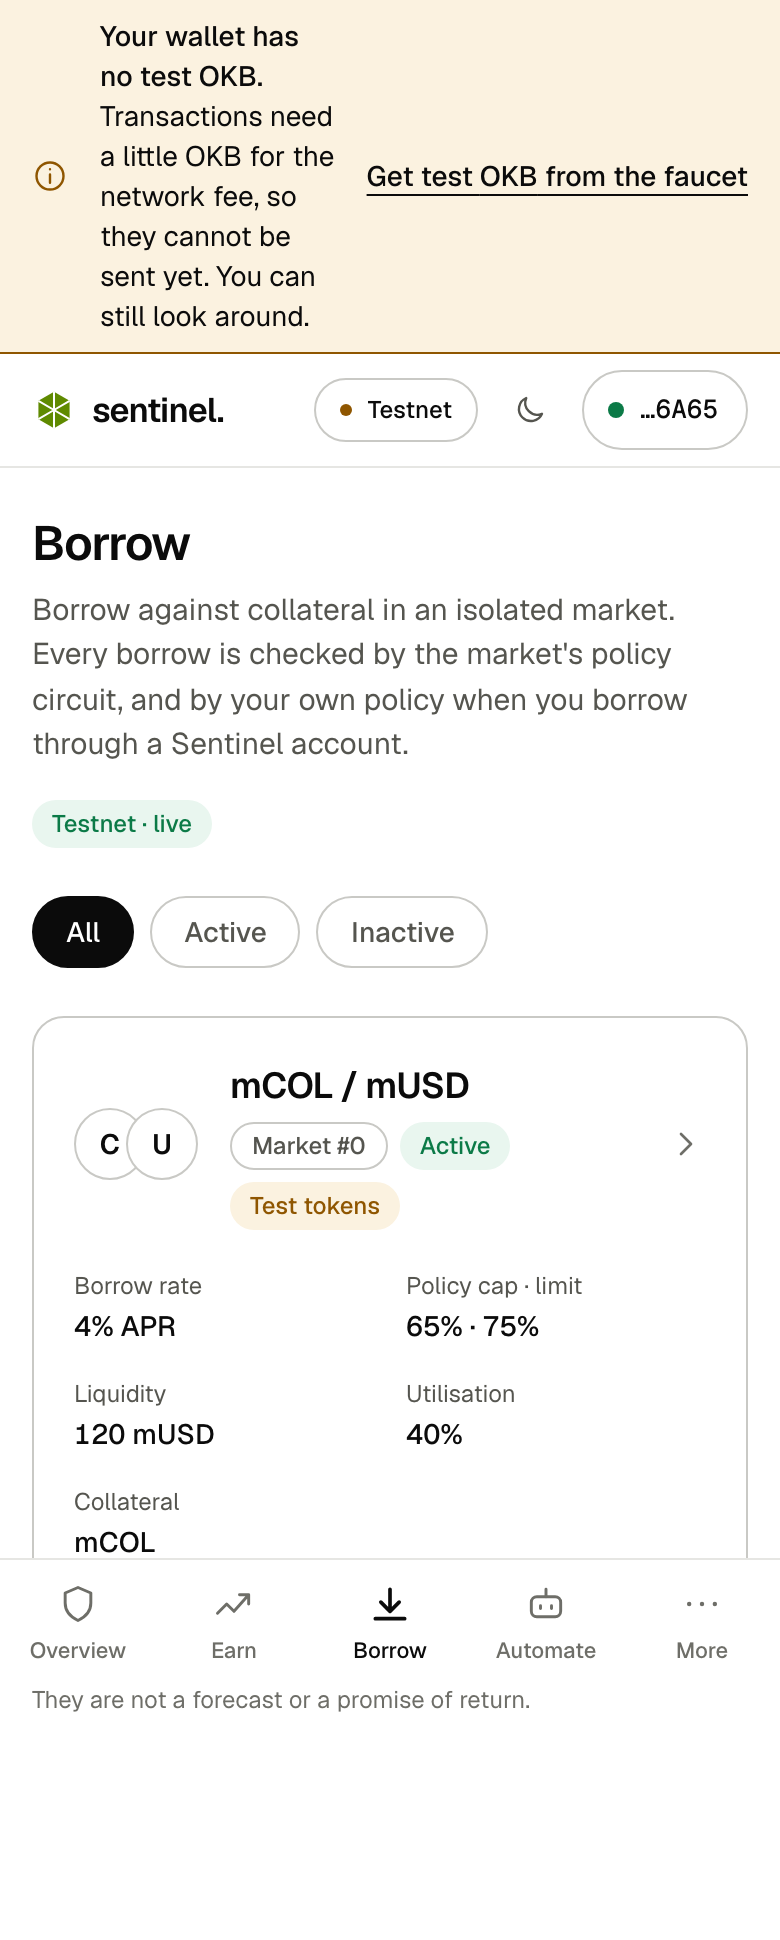 Your wallet has
no test OKB.
Transactions need
a little OKB for the
network fee, so
they cannot be
sent yet. You can
still look around.
Get test OKB from the faucet
sentinel.
Testnet
...6A65
Borrow
Borrow against collateral in an isolated market.
Every borrow is checked by the market's policy
circuit, and by your own policy when you borrow
through a Sentinel account.
Testnet · live
All
Active
Inactive
C
U
mCOL / mUSD
Market #0
Active
Test tokens
Borrow rate
Policy cap · limit
4% APR
65% · 75%
Liquidity
Utilisation
120 mUSD
40%
Collateral
mCOL
Overview
Earn
Borrow
Automate
More
They are not a forecast or a promise of return.